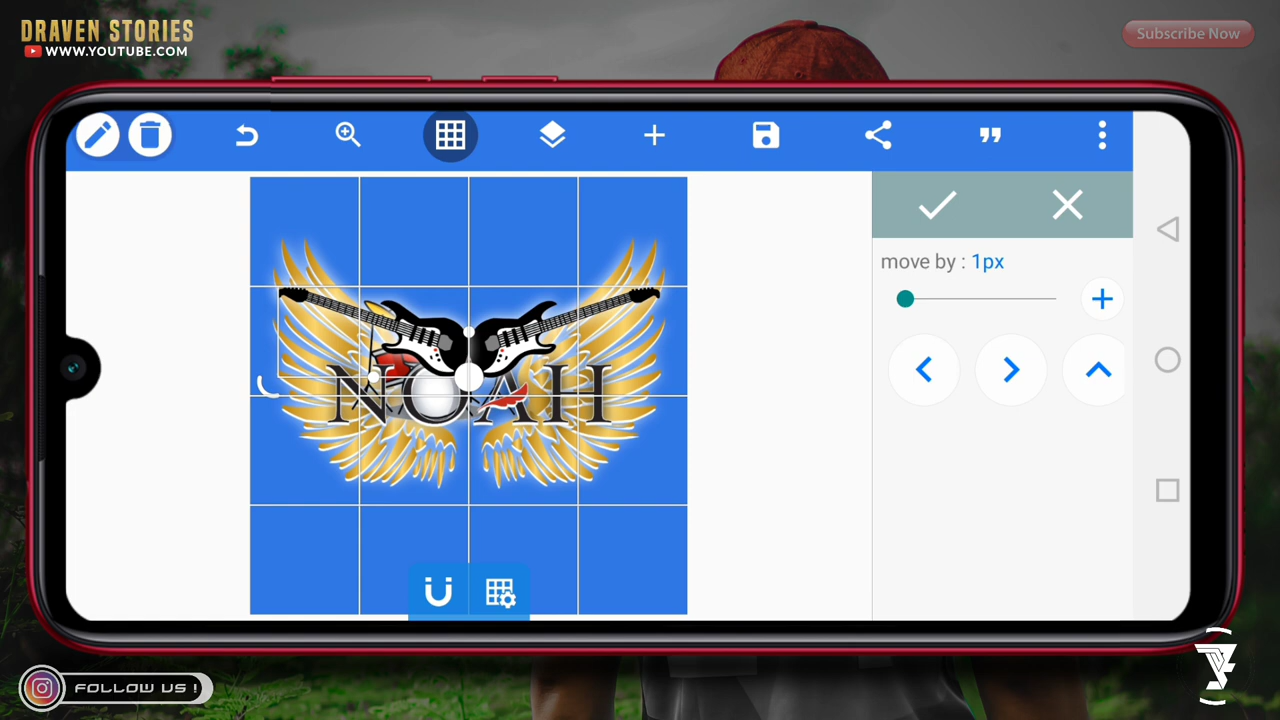 DRAVEN STORIES
WWW.YOUTUBE.COM
Subscribe Now
move by : 1px
NOAH
FOLLOW US !